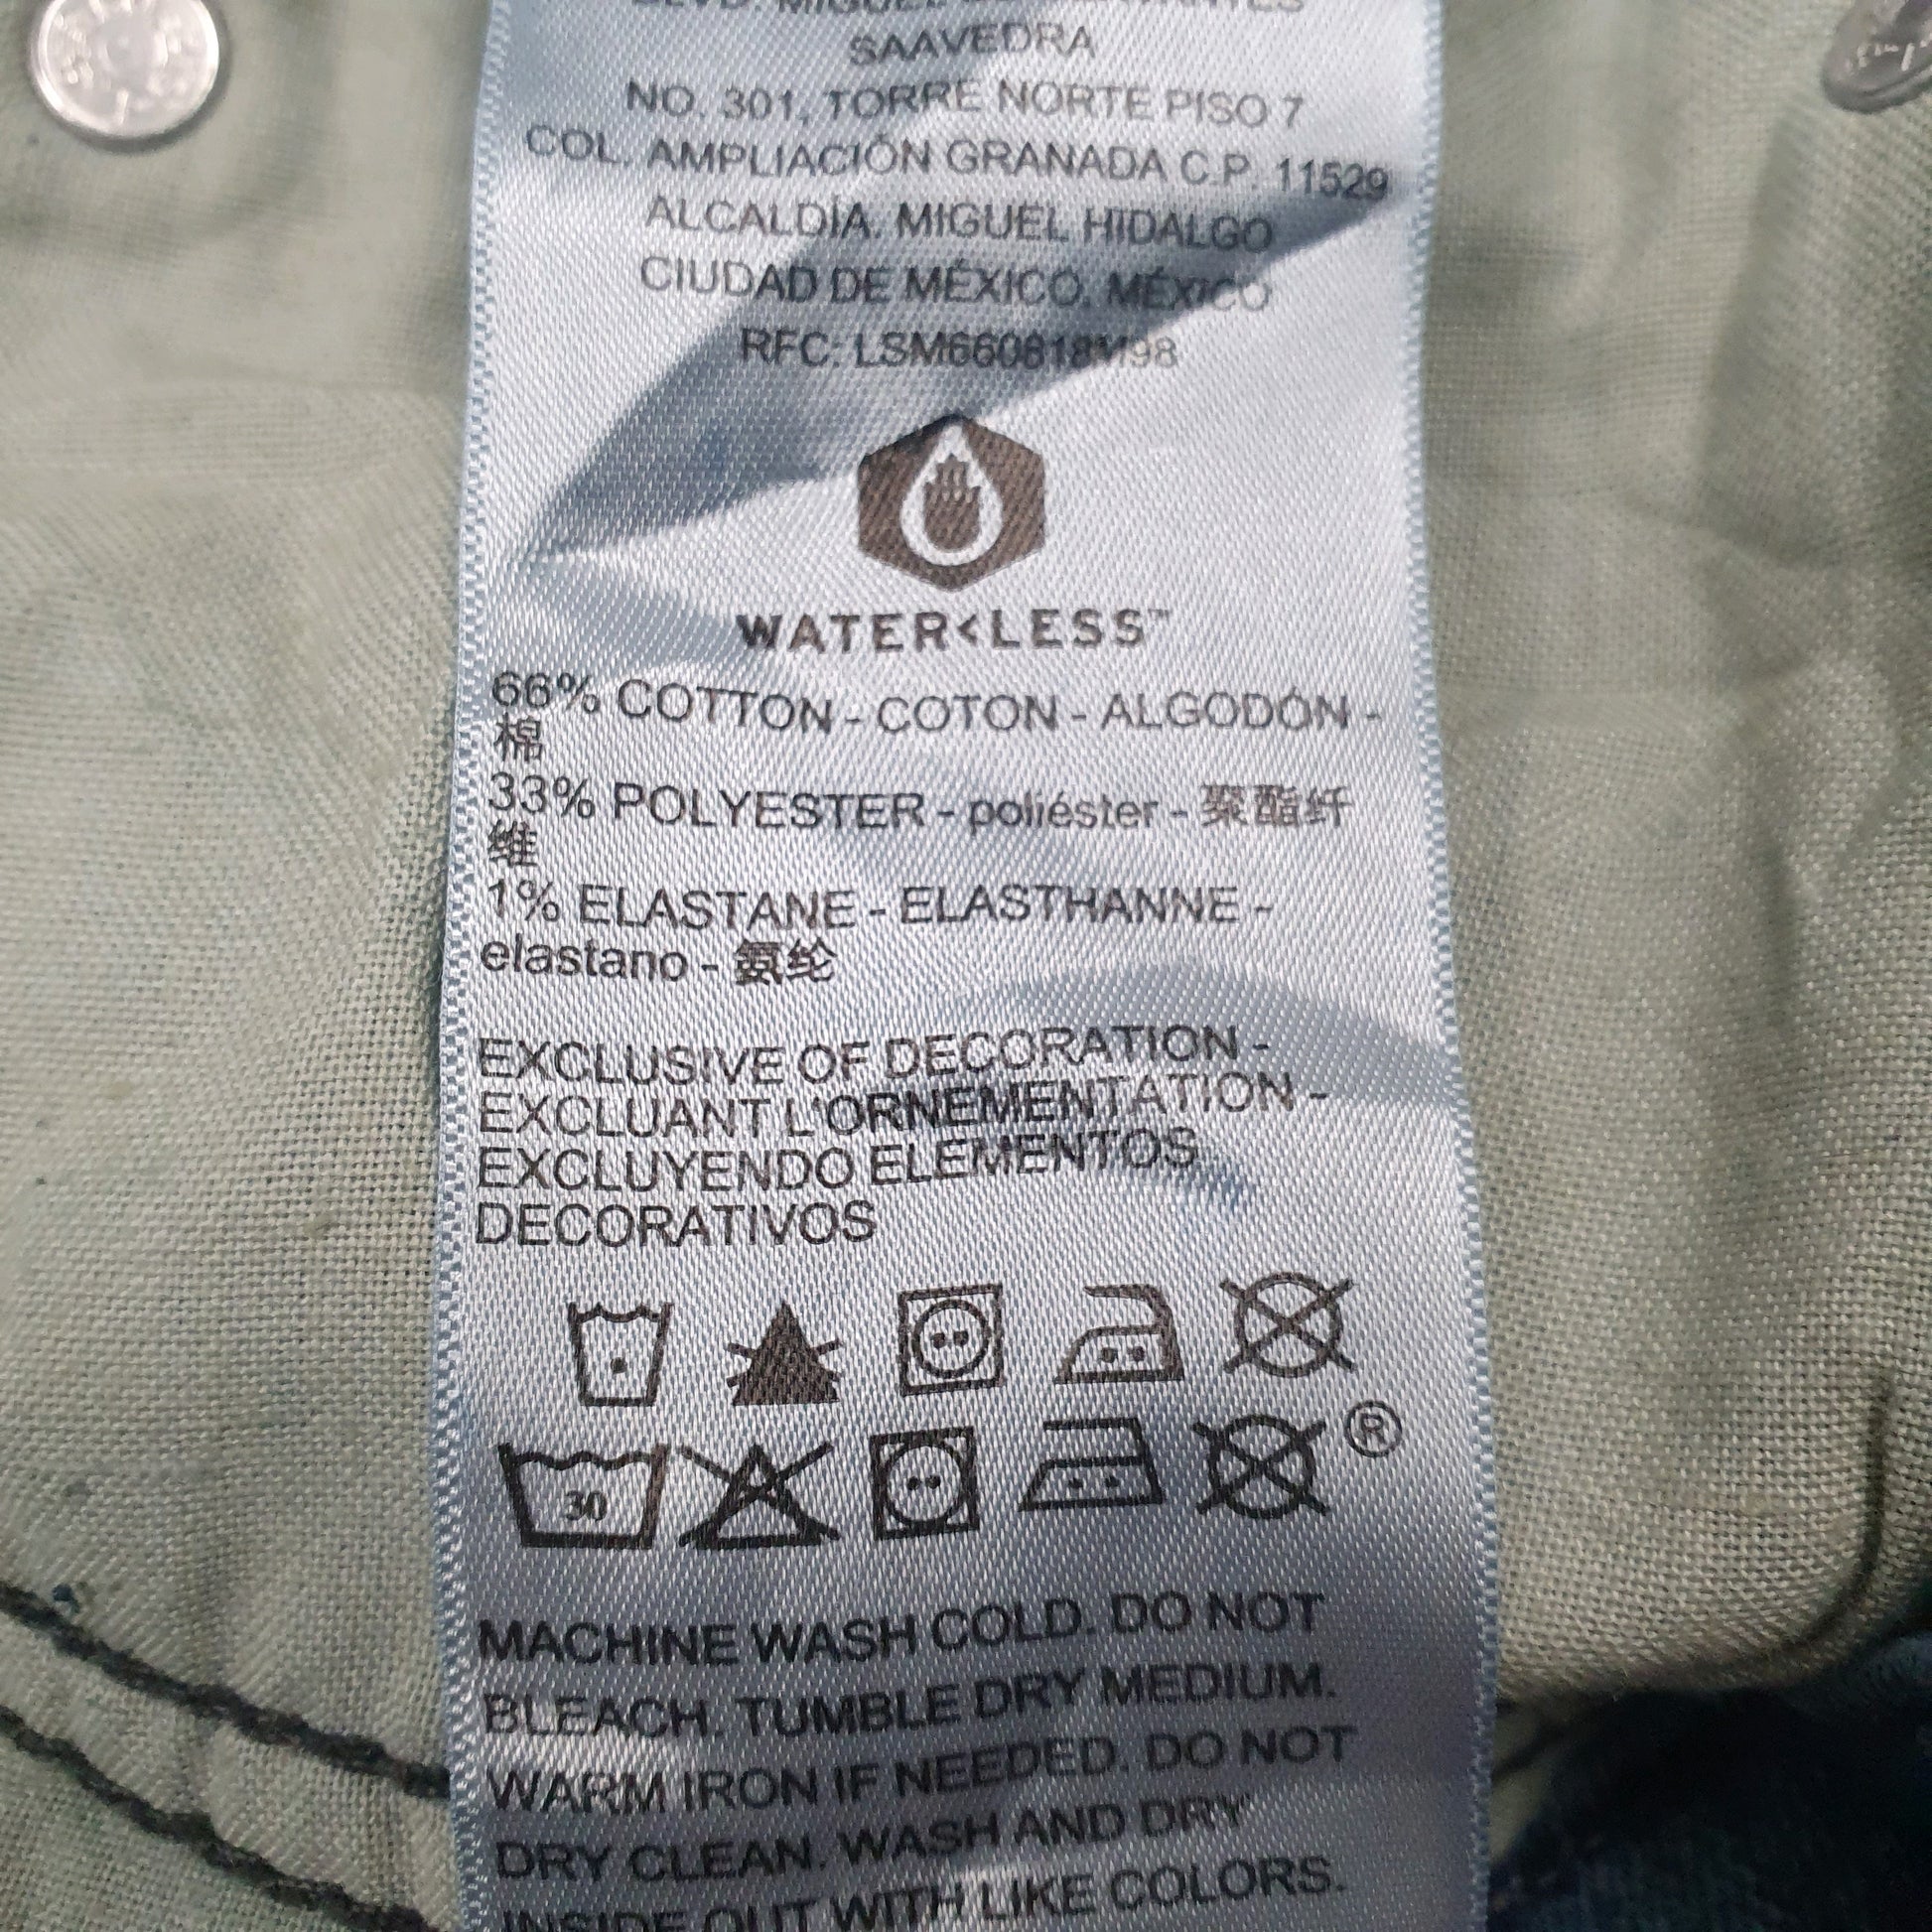 SAAVEDRA
NO. 301, TORRE NORTE PISO 7
COL. AMPLIACIÓN GRANADA C.P. 11529
ALCALDÍA. MIGUEL HIDALGO
CIUDAD DE MÉXICO, MÉXICO
RFC: LSM660818M98
WATER<LESS™
66% COTTON - COTON - ALGODÓN -
棉
33% POLYESTER - poliéster - 聚酯纤
维
1% ELASTANE - ELASTHANNE -
elastano - 氨纶
EXCLUSIVE OF DECORATION -
EXCLUANT L'ORNEMENTATION -
EXCLUYENDO ELEMENTOS
DECORATIVOS
®
30
MACHINE WASH COLD. DO NOT
BLEACH. TUMBLE DRY MEDIUM.
WARM IRON IF NEEDED. DO NOT
DRY CLEAN. WASH AND DRY
INSIDE OUT WITH LIKE COLORS.